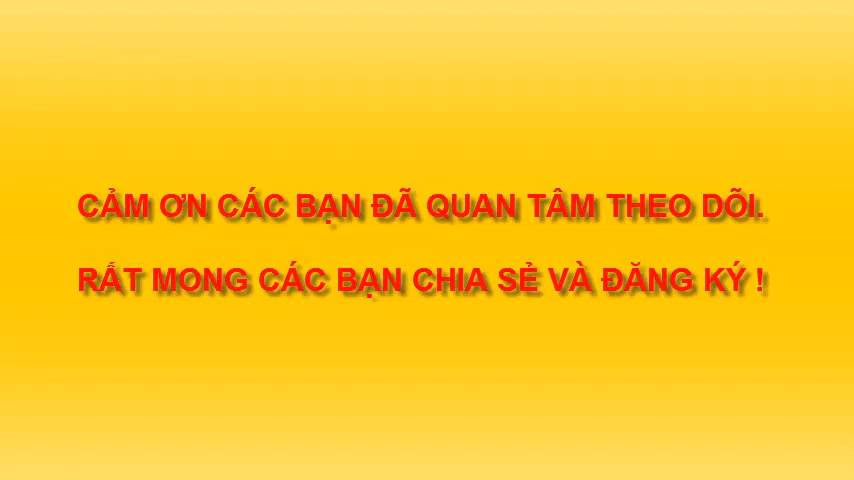 CẢM ƠN CÁC BẠN ĐÃ QUAN TÂM THEO DÕI.
RẤT MONG CÁC BẠN CHIA SẺ VÀ ĐĂNG KÝ !